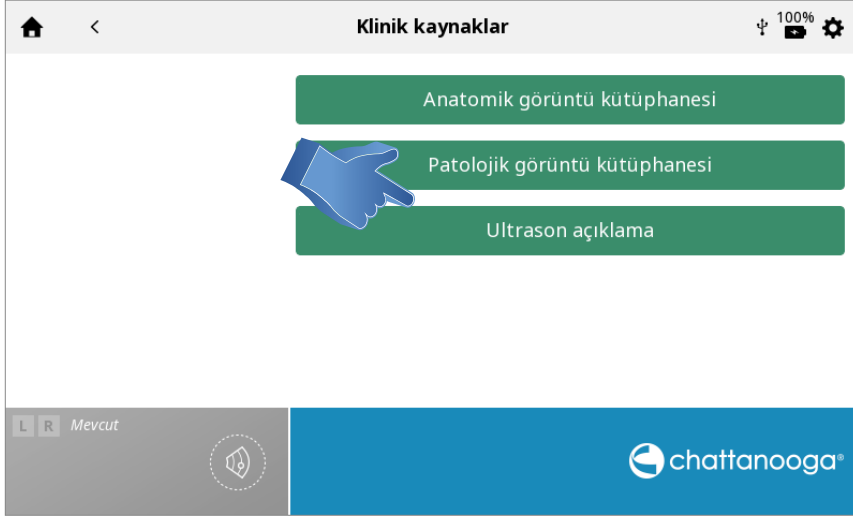 Klinik kaynaklar
100%
Anatomik görüntü kütüphanesi
Patolojik görüntü kütüphanesi
Ultrason açıklama
L R Mevcut
chattanooga®